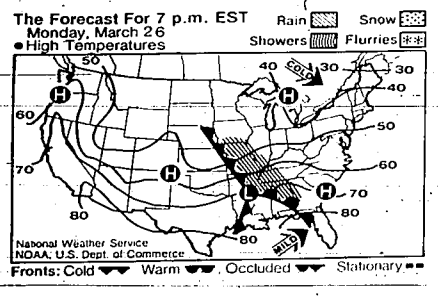 The Forecast For 7 p.m. EST
Monday, March 26
● High Temperatures
Rain
Snow
Showers
Flurries
50
40
COLD
30
30
40
H
H
60
50
60
H
70
L
H
70
80
80
80
MILD
National Weather Service
NOAA, U.S. Dept. of Commerce
Fronts: Cold
Warm
Occluded
Stationary